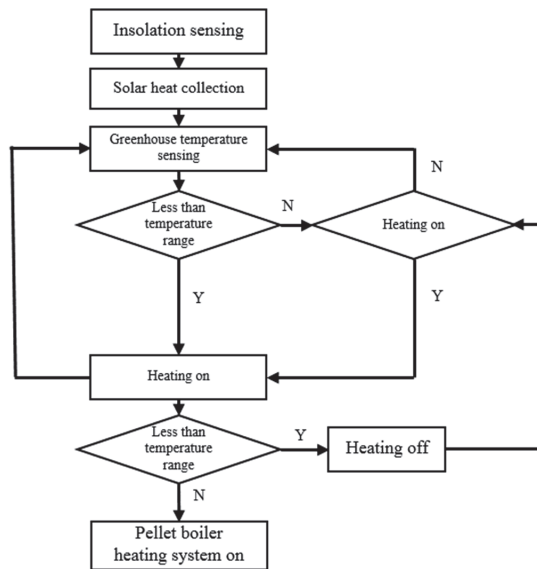 Insolation sensing
Solar heat collection
Greenhouse temperature
sensing
N
Less than
temperature
range
N
Heating on
Y
Y
Heating on
Less than
temperature
range
Y
Heating off
N
Pellet boiler
heating system on